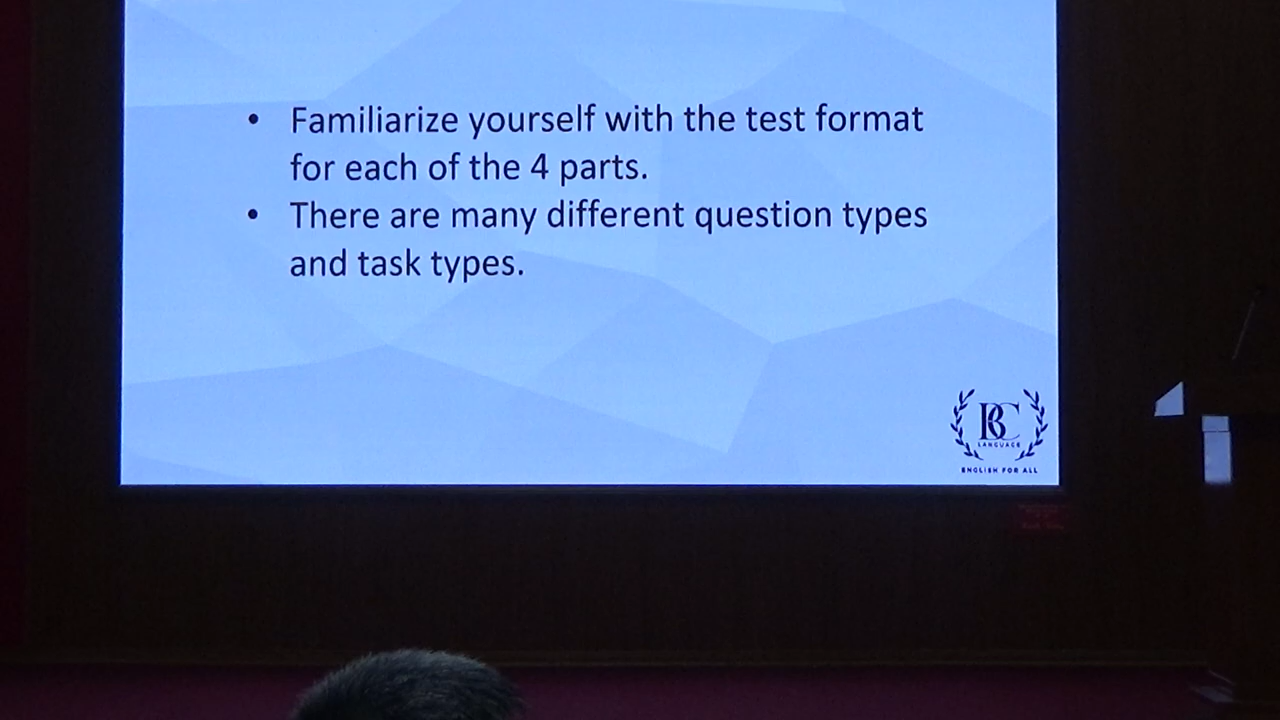 • Familiarize yourself with the test format
for each of the 4 parts.
• There are many different question types
and task types.
BC
LANGUAGE
ENGLISH FOR ALL